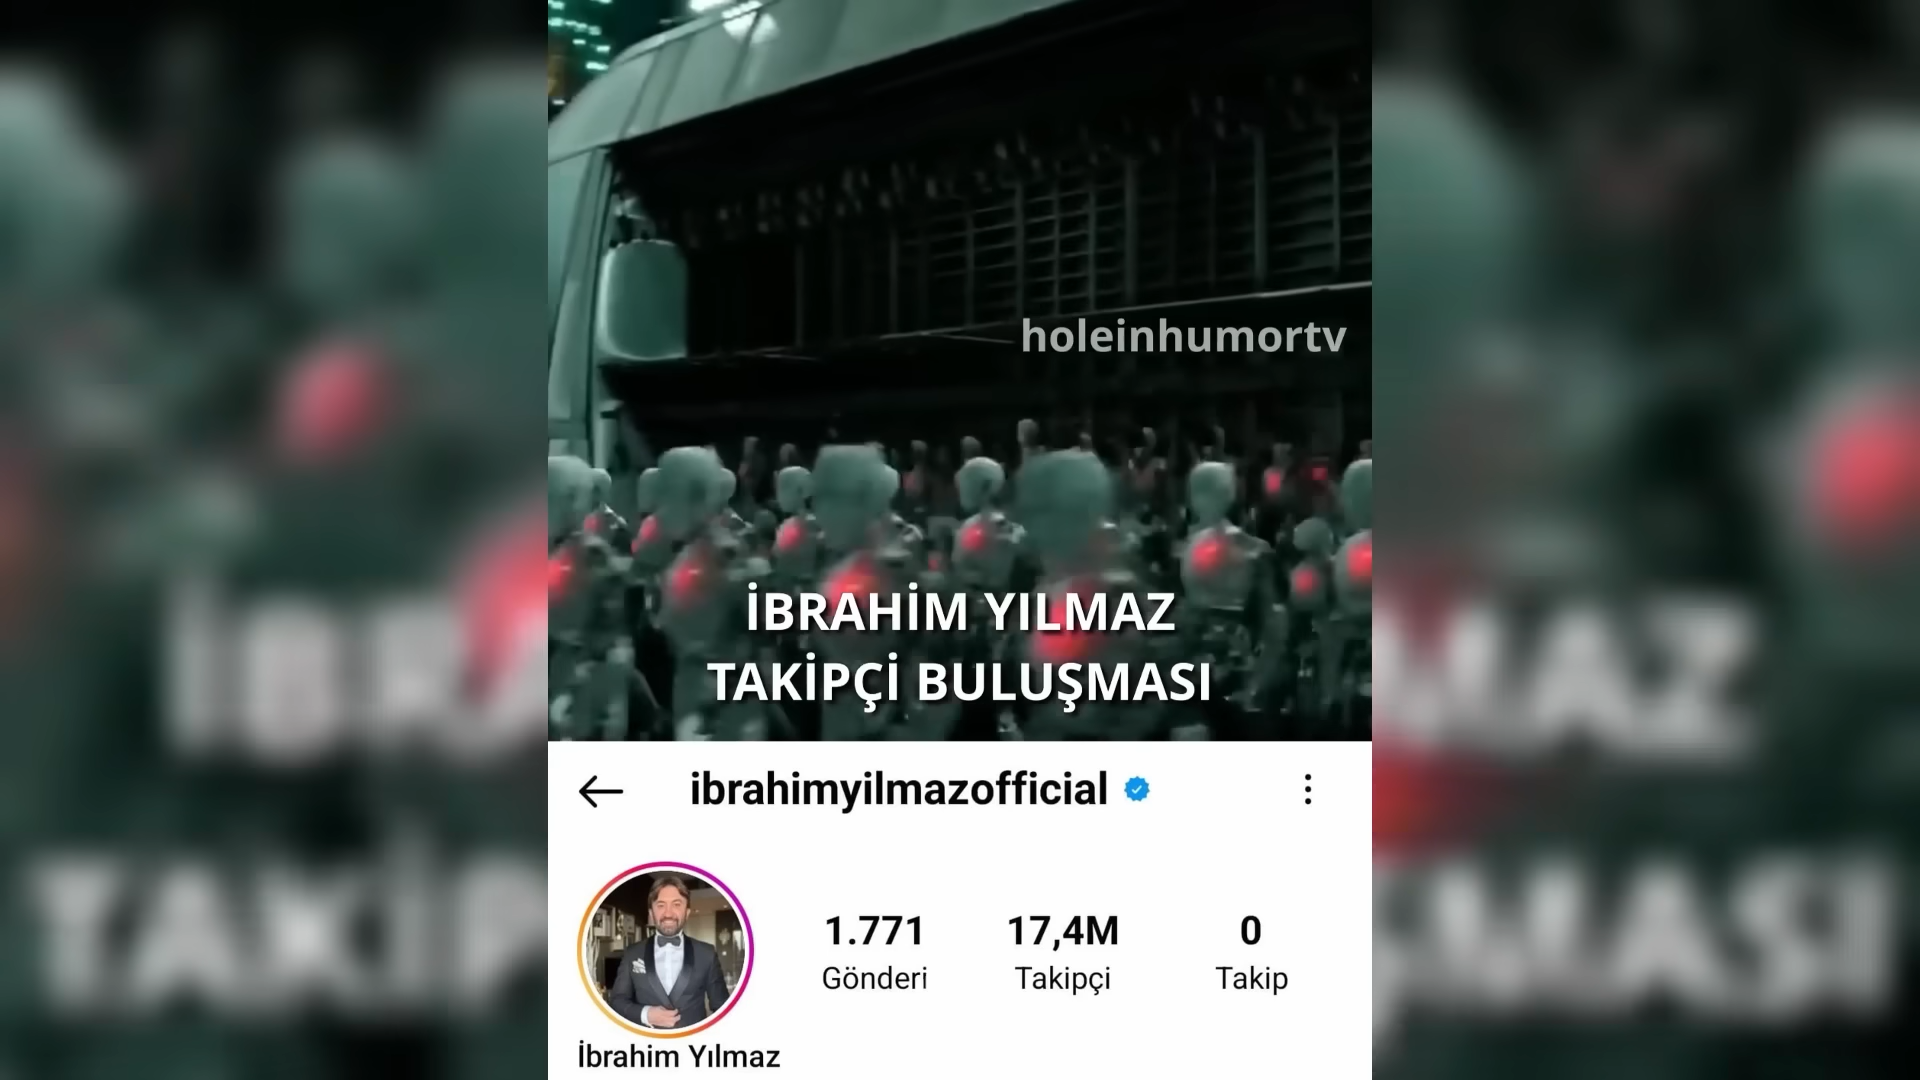 holeinhumortv
İBRAHİM YILMAZ
TAKİPÇİ BULUŞMASI
ibrahimyilmazofficial
1.771 17,4M 0
Gönderi Takipçi Takip
İbrahim Yılmaz